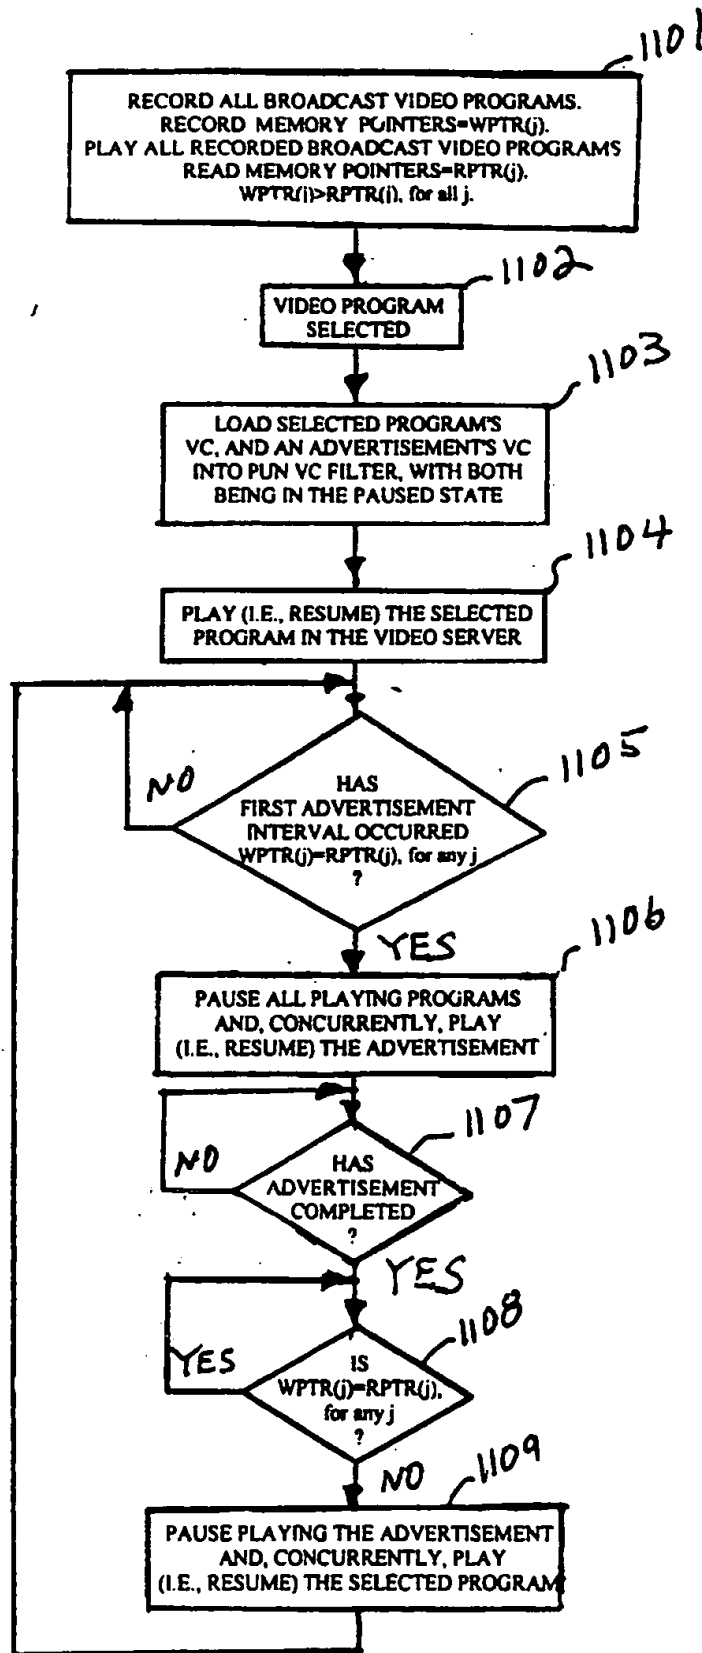 1101
RECORD ALL BROADCAST VIDEO PROGRAMS.
RECORD MEMORY POINTERS=WPTR(j).
PLAY ALL RECORDED BROADCAST VIDEO PROGRAMS
READ MEMORY POINTERS=RPTR(j).
WPTR(j)>RPTR(j), for all j.
1102
VIDEO PROGRAM
SELECTED
1103
LOAD SELECTED PROGRAM'S
VC, AND AN ADVERTISEMENT'S VC
INTO PUN VC FILTER, WITH BOTH
BEING IN THE PAUSED STATE
1104
PLAY (I.E., RESUME) THE SELECTED
PROGRAM IN THE VIDEO SERVER
1105
NO
HAS
FIRST ADVERTISEMENT
INTERVAL OCCURRED
WPTR(j)=RPTR(j), for any j
?
YES
1106
PAUSE ALL PLAYING PROGRAMS
AND, CONCURRENTLY, PLAY
(I.E., RESUME) THE ADVERTISEMENT
1107
NO
HAS
ADVERTISEMENT
COMPLETED
?
YES
1108
YES
IS
WPTR(j)=RPTR(j),
for any j
?
NO
1109
PAUSE PLAYING THE ADVERTISEMENT
AND, CONCURRENTLY, PLAY
(I.E., RESUME) THE SELECTED PROGRAM